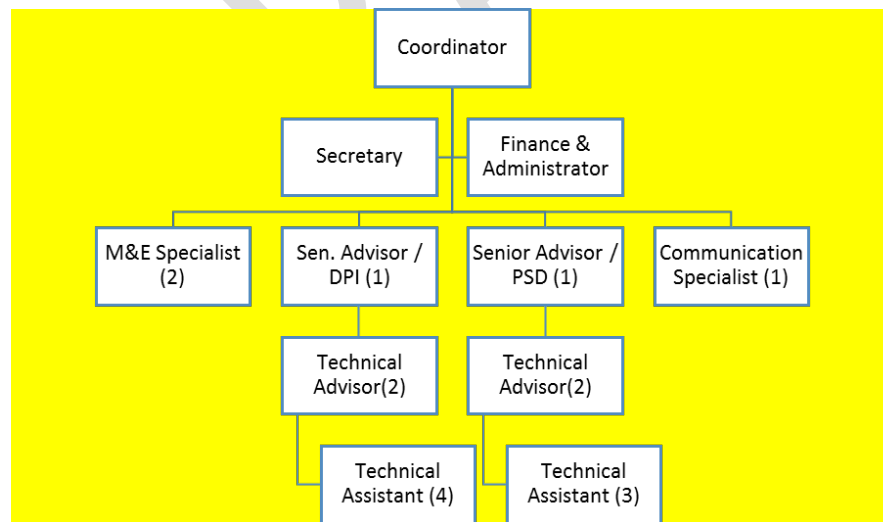 Coordinator
Secretary
Finance &
Administrator
M&E Specialist
(2)
Sen. Advisor /
DPI (1)
Senior Advisor /
PSD (1)
Communication
Specialist (1)
Technical
Advisor(2)
Technical
Advisor(2)
Technical
Assistant (4)
Technical
Assistant (3)